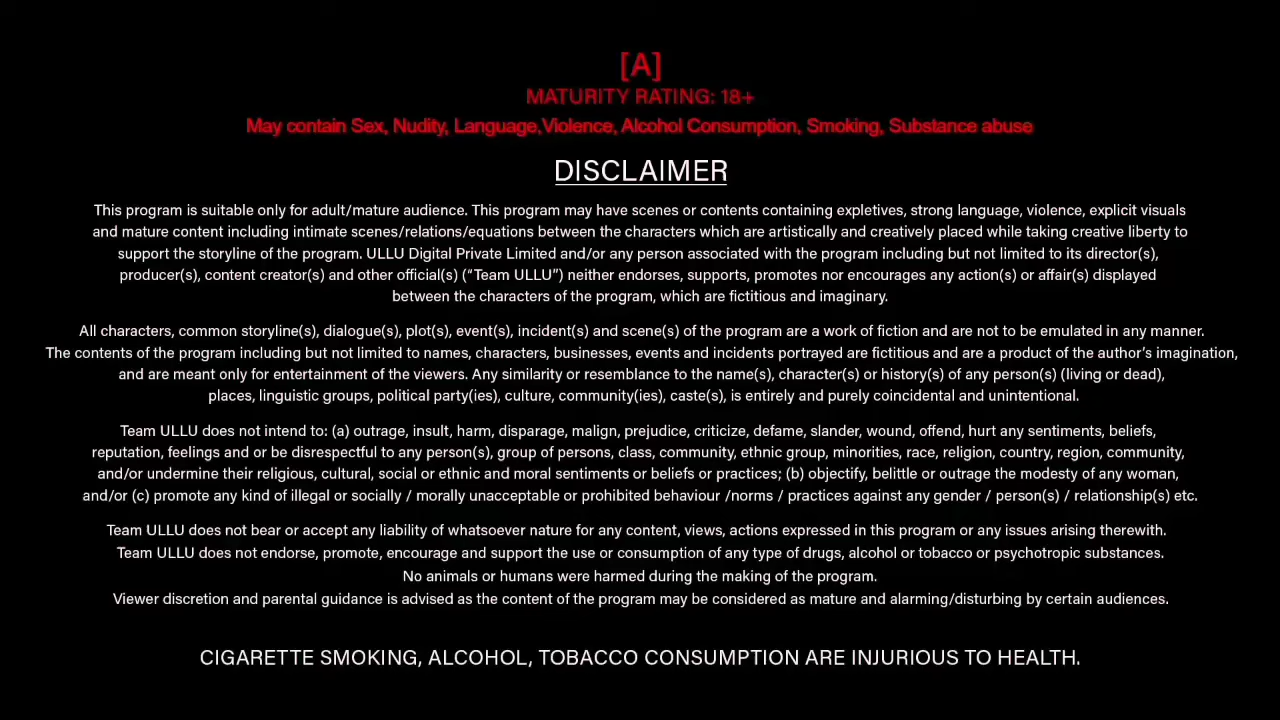 [A]
MATURITY RATING: 18+
May contain Sex, Nudity, Language,Violence, Alcohol Consumption, Smoking, Substance abuse
DISCLAIMER
This program is suitable only for adult/mature audience. This program may have scenes or contents containing expletives, strong language, violence, explicit visuals
and mature content including intimate scenes/relations/equations between the characters which are artistically and creatively placed while taking creative liberty to
support the storyline of the program. ULLU Digital Private Limited and/or any person associated with the program including but not limited to its director(s),
producer(s), content creator(s) and other official(s) (“Team ULLU”) neither endorses, supports, promotes nor encourages any action(s) or affair(s) displayed
between the characters of the program, which are fictitious and imaginary.
All characters, common storyline(s), dialogue(s), plot(s), event(s), incident(s) and scene(s) of the program are a work of fiction and are not to be emulated in any manner.
The contents of the program including but not limited to names, characters, businesses, events and incidents portrayed are fictitious and are a product of the author’s imagination,
and are meant only for entertainment of the viewers. Any similarity or resemblance to the name(s), character(s) or history(s) of any person(s) (living or dead),
places, linguistic groups, political party(ies), culture, community(ies), caste(s), is entirely and purely coincidental and unintentional.
Team ULLU does not intend to: (a) outrage, insult, harm, disparage, malign, prejudice, criticize, defame, slander, wound, offend, hurt any sentiments, beliefs,
reputation, feelings and or be disrespectful to any person(s), group of persons, class, community, ethnic group, minorities, race, religion, country, region, community,
and/or undermine their religious, cultural, social or ethnic and moral sentiments or beliefs or practices; (b) objectify, belittle or outrage the modesty of any woman,
and/or (c) promote any kind of illegal or socially / morally unacceptable or prohibited behaviour /norms / practices against any gender / person(s) / relationship(s) etc.
Team ULLU does not bear or accept any liability of whatsoever nature for any content, views, actions expressed in this program or any issues arising therewith.
Team ULLU does not endorse, promote, encourage and support the use or consumption of any type of drugs, alcohol or tobacco or psychotropic substances.
No animals or humans were harmed during the making of the program.
Viewer discretion and parental guidance is advised as the content of the program may be considered as mature and alarming/disturbing by certain audiences.
CIGARETTE SMOKING, ALCOHOL, TOBACCO CONSUMPTION ARE INJURIOUS TO HEALTH.